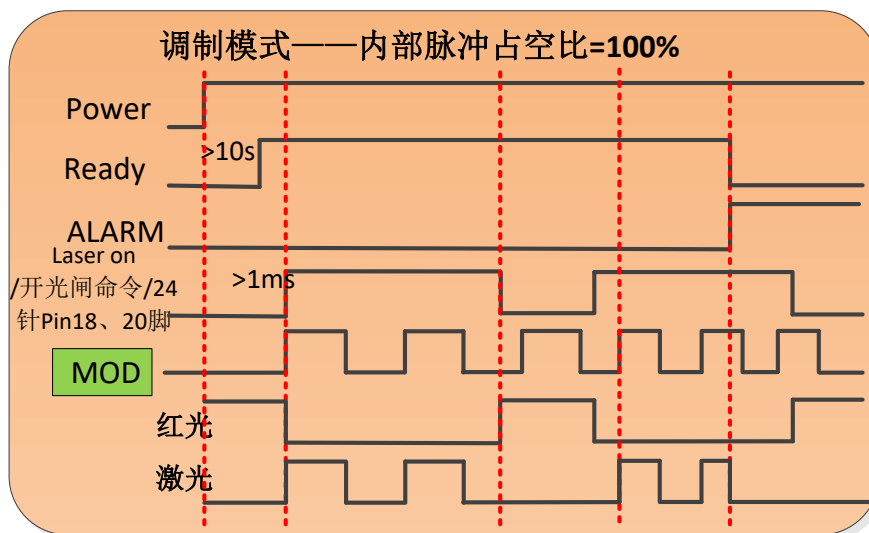 调制模式——内部脉冲占空比=100%
Power
>10s
Ready
ALARM
Laser on
/开光闸命令/24
针Pin18、20脚
>1ms
MOD
红光
激光